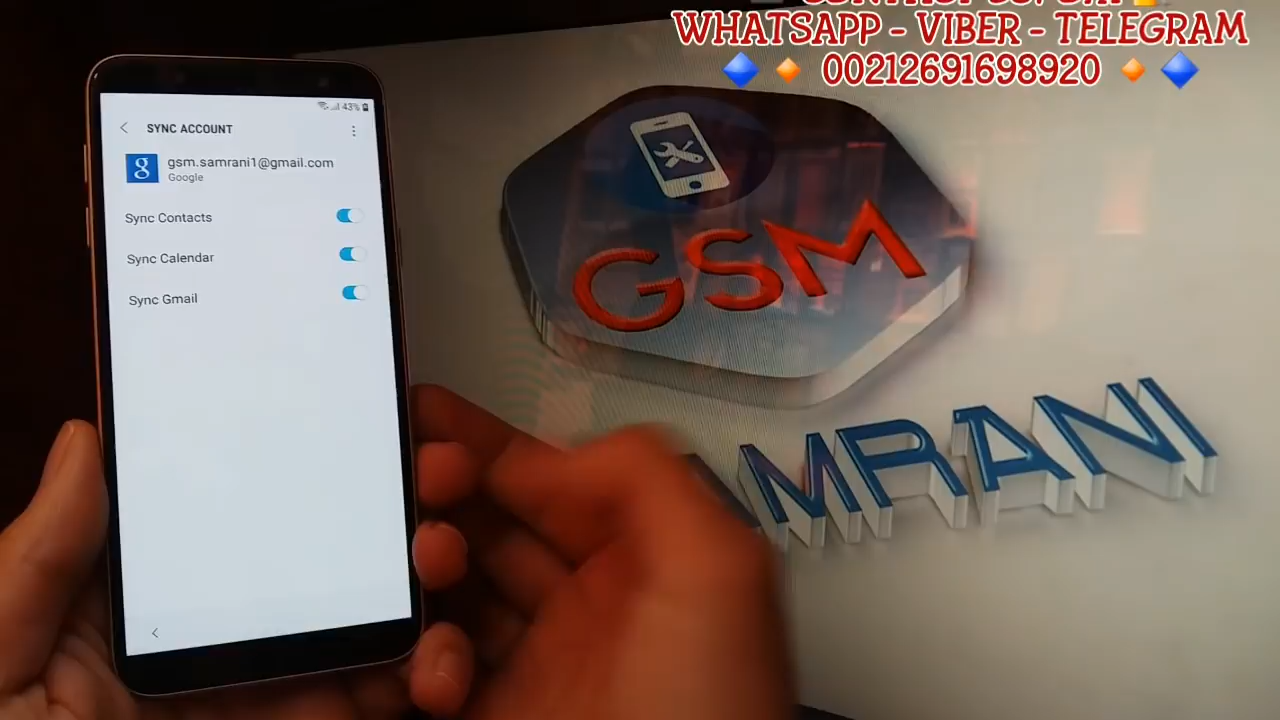 WHATSAPP - VIBER - TELEGRAM
00212691698920
43%
SYNC ACCOUNT
g
gsm.samrani1@gmail.com
Google
Sync Contacts
Sync Calendar
Sync Gmail
GSM
MRANI